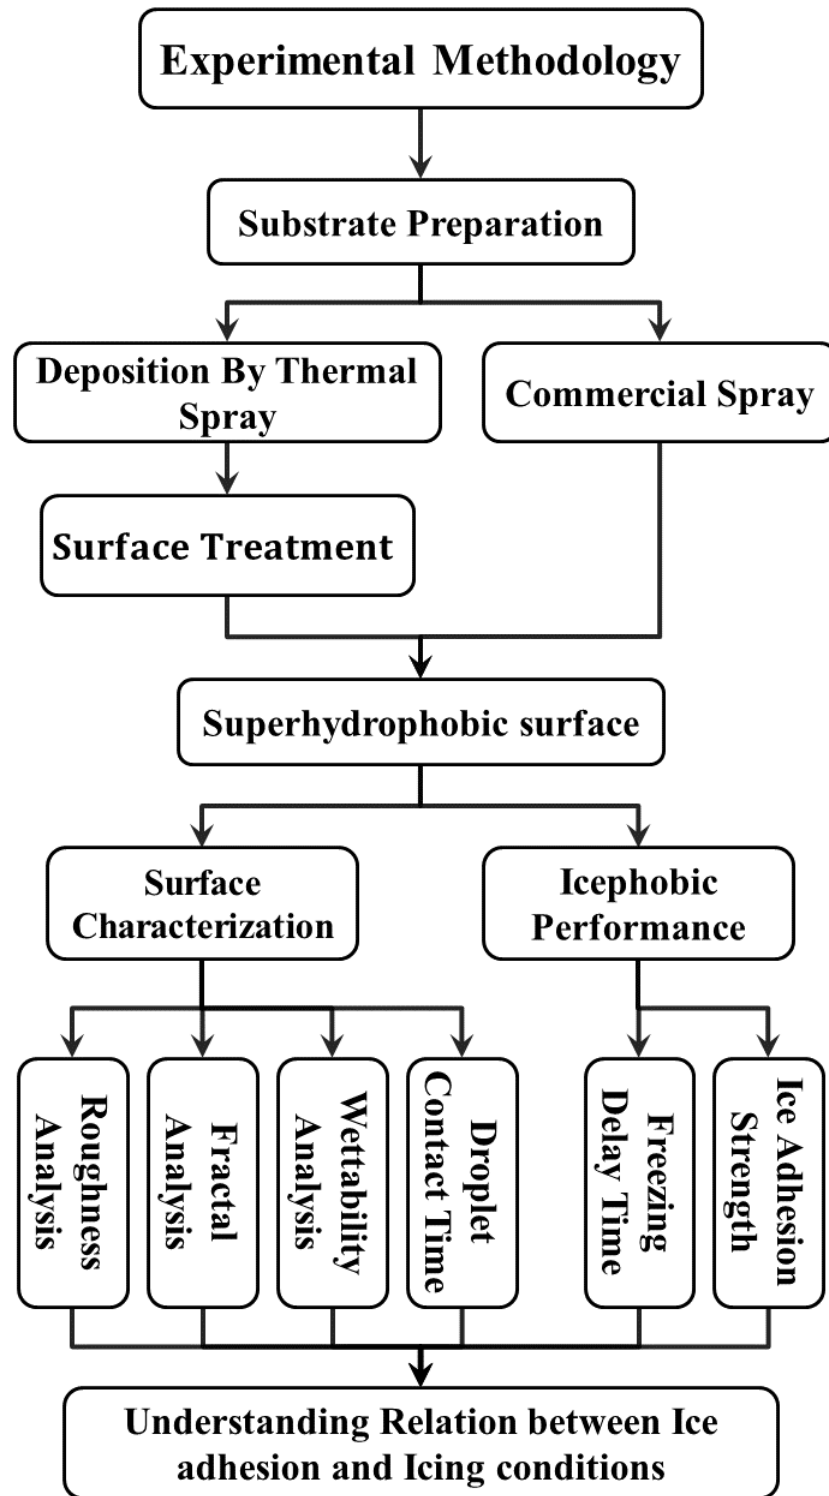 Experimental Methodology
Substrate Preparation
Deposition By Thermal
Spray
Commercial Spray
Surface Treatment
Superhydrophobic surface
Surface
Characterization
Icephobic
Performance
Roughness
Analysis
Fractal
Analysis
Wettability
Analysis
Droplet
Contact Time
Freezing
Delay Time
Ice Adhesion
Strength
Understanding Relation between Ice
adhesion and Icing conditions